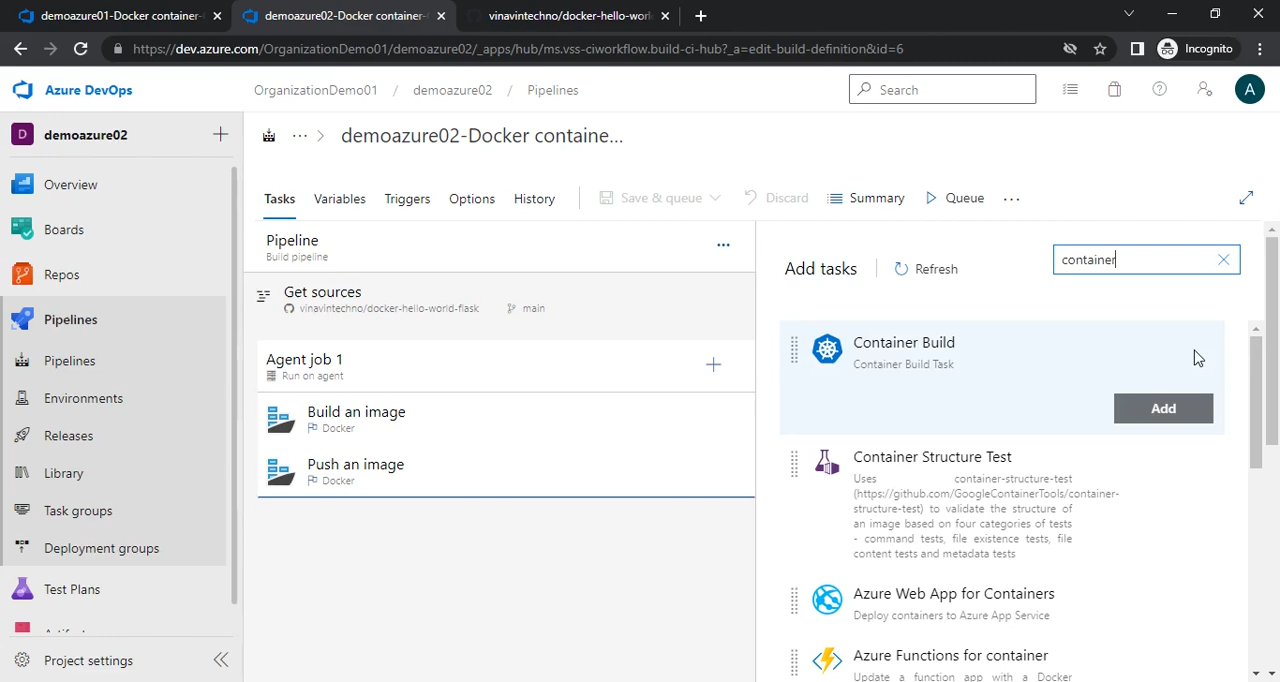 demoazure01-Docker container-
demoazure02-Docker container-
vinavintechno/docker-hello-worl
https://dev.azure.com/OrganizationDemo01/demoazure02/_apps/hub/ms.vss-ciworkflow.build-ci-hub?_a=edit-build-definition&id=6
Incognito
Azure DevOps
OrganizationDemo01 / demoazure02 / Pipelines
Search
A
D demoazure02
Overview
Boards
Repos
Pipelines
Pipelines
Environments
Releases
Library
Task groups
Deployment groups
Test Plans
Project settings
demoazure02-Docker containe...
Tasks Variables Triggers Options History Save & queue Discard Summary Queue ...
Pipeline
Build pipeline
Get sources
vinavintechno/docker-hello-world-flask main
Agent job 1
Run on agent
Build an image
Docker
Push an image
Docker
Add tasks Refresh
container
Container Build
Container Build Task
Add
Container Structure Test
Uses container-structure-test
(https://github.com/GoogleContainerTools/container-
structure-test) to validate the structure of
an image based on four categories of tests
- command tests, file existence tests, file
content tests and metadata tests
Azure Web App for Containers
Deploy containers to Azure App Service
Azure Functions for container
Update a function app with a Docker